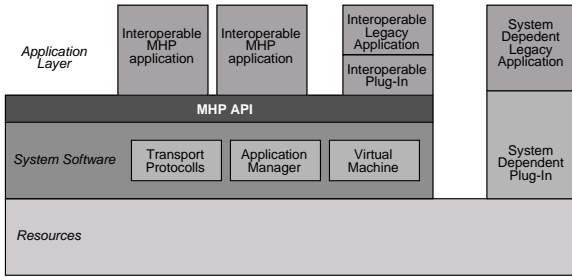 Application
Layer
Interoperable
MHP
application
Interoperable
MHP
application
Interoperable
Legacy
Application
Interoperable
Plug-In
System
Depedent
Legacy
Application
MHP API
System Software
Transport
Protocolls
Application
Manager
Virtual
Machine
System
Dependent
Plug-In
Resources